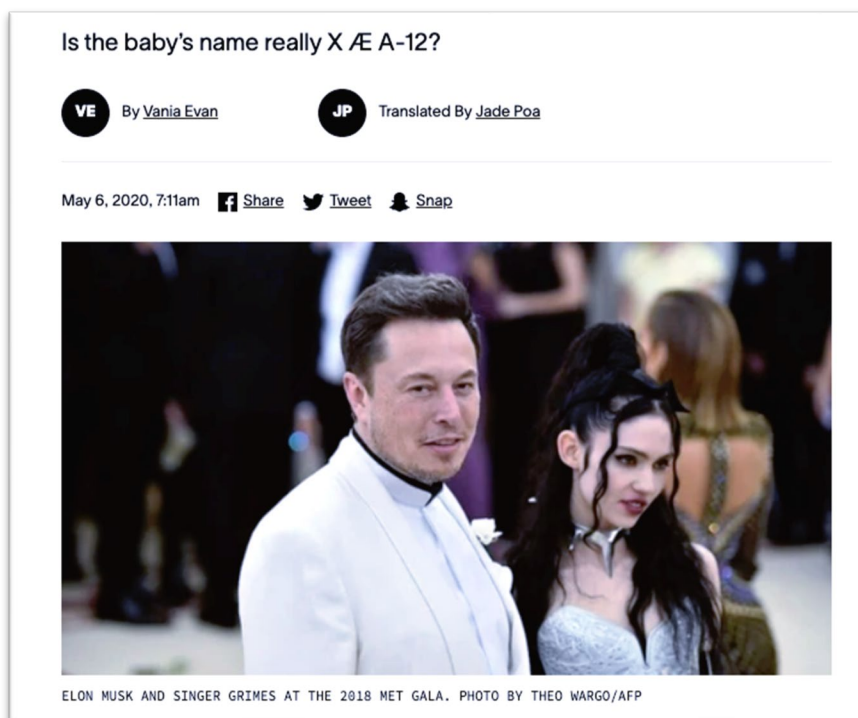 Is the baby's name really X Æ A-12?
VE By Vania Evan JP Translated By Jade Poa
May 6, 2020, 7:11am Share Tweet Snap
ELON MUSK AND SINGER GRIMES AT THE 2018 MET GALA. PHOTO BY THEO WARGO/AFP